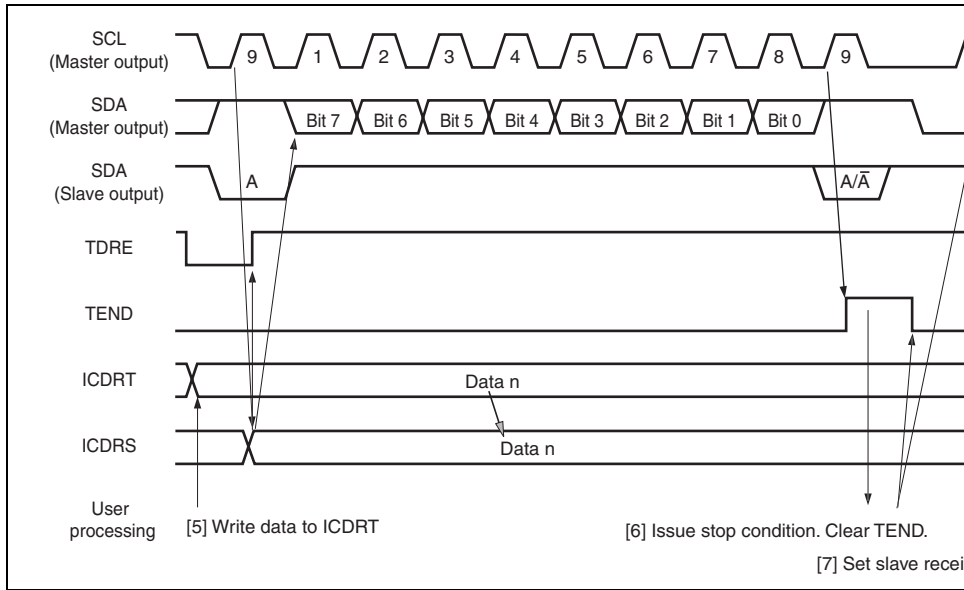 SCL
(Master output)
9 1 2 3 4 5 6 7 8 9
SDA
(Master output)
Bit 7 Bit 6 Bit 5 Bit 4 Bit 3 Bit 2 Bit 1 Bit 0
SDA
(Slave output)
A A/A̅
TDRE
TEND
ICDRT
Data n
ICDRS
Data n
User
processing
[5] Write data to ICDRT
[6] Issue stop condition. Clear TEND.
[7] Set slave recei